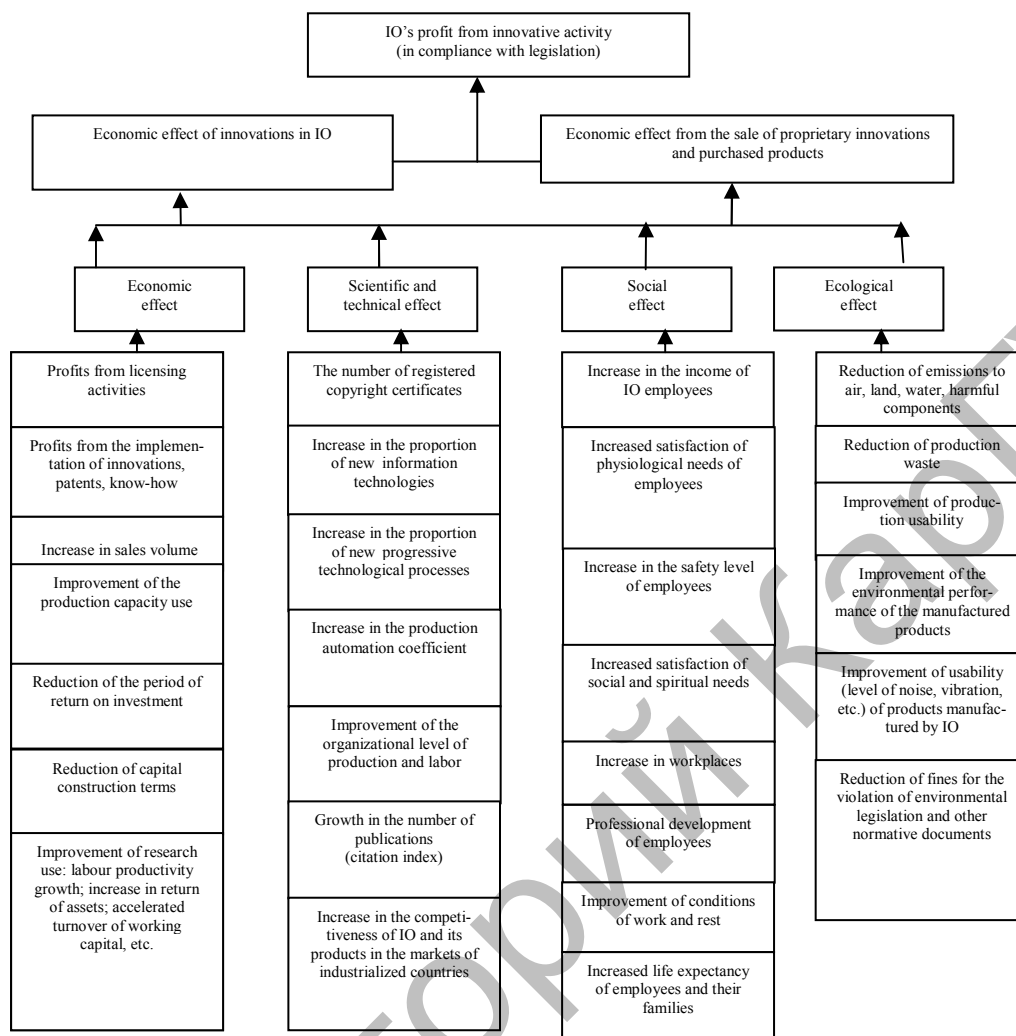 IO's profit from innovative activity
(in compliance with legislation)
Economic effect of innovations in IO
Economic effect from the sale of proprietary innovations
and purchased products
Economic
effect
Scientific and
technical effect
Social
effect
Ecological
effect
Profits from licensing
activities
Profits from the implemen-
tation of innovations,
patents, know-how
Increase in sales volume
Improvement of the
production capacity use
Reduction of the period of
return on investment
Reduction of capital
construction terms
Improvement of research
use: labour productivity
growth; increase in return
of assets; accelerated
turnover of working
capital, etc.
The number of registered
copyright certificates
Increase in the proportion
of new information
technologies
Increase in the proportion
of new progressive
technological processes
Increase in the production
automation coefficient
Improvement of the
organizational level of
production and labor
Growth in the number of
publications
(citation index)
Increase in the competi-
tiveness of IO and its
products in the markets of
industrialized countries
Increase in the income of
IO employees
Increased satisfaction of
physiological needs of
employees
Increase in the safety level
of employees
Increased satisfaction of
social and spiritual needs
Increase in workplaces
Professional development
of employees
Improvement of conditions
of work and rest
Increased life expectancy
of employees and their
families
Reduction of emissions to
air, land, water, harmful
components
Reduction of production
waste
Improvement of produc-
tion usability
Improvement of the
environmental perfor-
mance of the manufactured
products
Improvement of usability
(level of noise, vibration,
etc.) of products manufac-
tured by IO
Reduction of fines for the
violation of environmental
legislation and other
normative documents